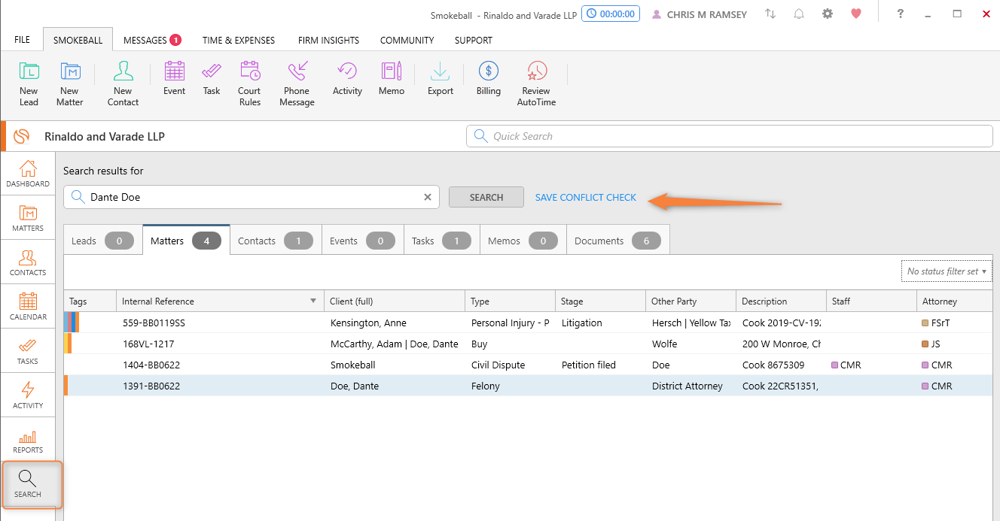 Smokeball - Rinaldo and Varade LLP 00:00:00 CHRIS M RAMSEY ?
FILE SMOKEBALL MESSAGES 1 TIME & EXPENSES FIRM INSIGHTS COMMUNITY SUPPORT
New Lead New Matter New Contact Event Task Court Rules Phone Message Activity Memo Export Billing Review AutoTime
Rinaldo and Varade LLP Quick Search
DASHBOARD
MATTERS
CONTACTS
CALENDAR
TASKS
ACTIVITY
REPORTS
SEARCH
Search results for
Dante Doe SEARCH SAVE CONFLICT CHECK
Leads 0 Matters 4 Contacts 1 Events 0 Tasks 1 Memos 0 Documents 6
No status filter set
Tags Internal Reference Client (full) Type Stage Other Party Description Staff Attorney
559-BB0119SS Kensington, Anne Personal Injury - P Litigation Hersch | Yellow Tax Cook 2019-CV-192 FSrT
168VL-1217 McCarthy, Adam | Doe, Dante Buy Wolfe 200 W Monroe, Ch JS
1404-BB0622 Smokeball Civil Dispute Petition filed Doe Cook 8675309 CMR CMR
1391-BB0622 Doe, Dante Felony District Attorney Cook 22CR51351, CMR